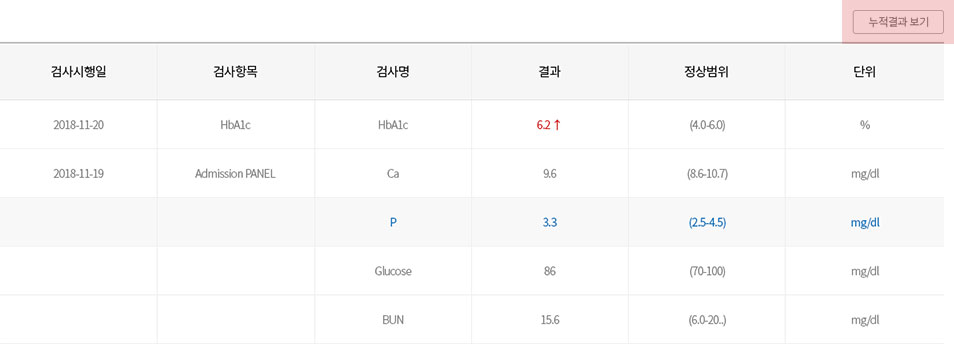 누적결과 보기
검사시행일 검사항목 검사명 결과 정상범위 단위
2018-11-20 HbA1c HbA1c 6.2 ↑ (4.0-6.0) %
2018-11-19 Admission PANEL Ca 9.6 (8.6-10.7) mg/dl
P 3.3 (2.5-4.5) mg/dl
Glucose 86 (70-100) mg/dl
BUN 15.6 (6.0-20..) mg/dl